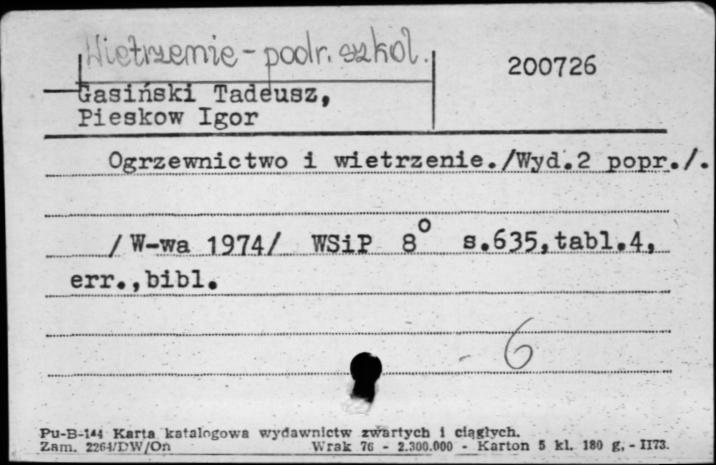 Wietrzenie - podr. szkol.
200726
Gasiński Tadeusz,
Pieskow Igor
Ogrzewnictwo i wietrzenie./Wyd.2 popr./.
/W-wa 1974/ WSiP 8° s.635,tabl.4,
err.,bibl.
6
Pu-B-144 Karta katalogowa wydawnictw zwartych i ciągłych.
Zam. 2264/DW/On Wrak 76 - 2.300.000 - Karton 5 kl. 180 g. - II73.